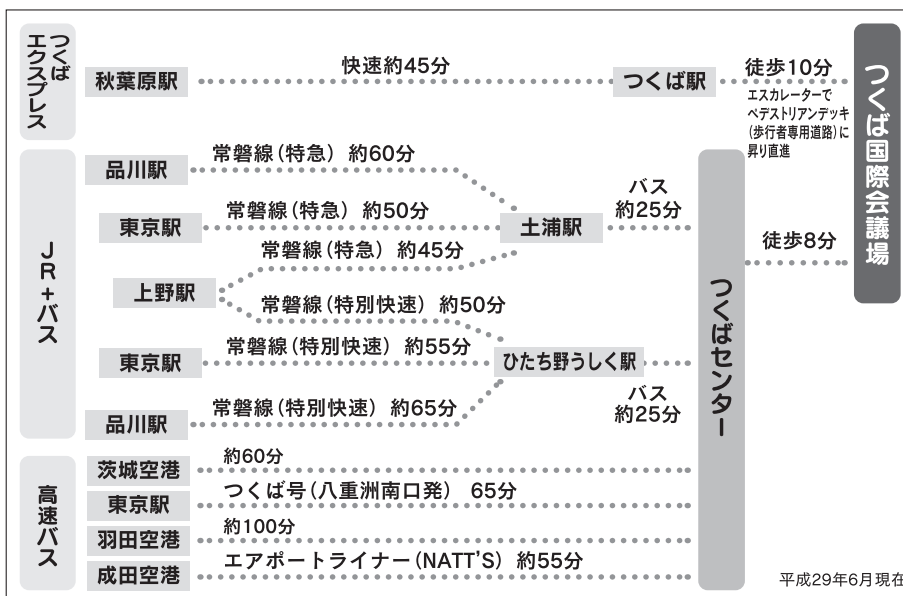 つくば
エクスプレス
秋葉原駅
快速約45分
つくば駅
徒歩10分
エスカレーターで
ペデストリアンデッキ
(歩行者専用道路)に
昇り直進
つくば国際会議場
JR+バス
品川駅
常磐線(特急) 約60分
東京駅
常磐線(特急) 約50分
土浦駅
バス
約25分
上野駅
常磐線(特急) 約45分
常磐線(特別快速) 約50分
東京駅
常磐線(特別快速) 約55分
ひたち野うしく駅
バス
約25分
品川駅
常磐線(特別快速) 約65分
つくばセンター
徒歩8分
高速バス
茨城空港
約60分
東京駅
つくば号(八重洲南口発) 65分
羽田空港
約100分
成田空港
エアポートライナー(NATT'S) 約55分
平成29年6月現在